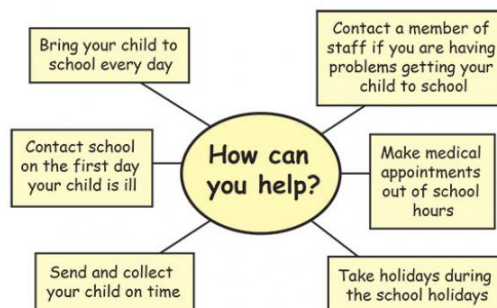 Bring your child to
school every day
Contact a member of
staff if you are having
problems getting your
child to school
Contact school
on the first day
your child is ill
How can
you help?
Make medical
appointments
out of school
hours
Send and collect
your child on time
Take holidays during
the school holidays